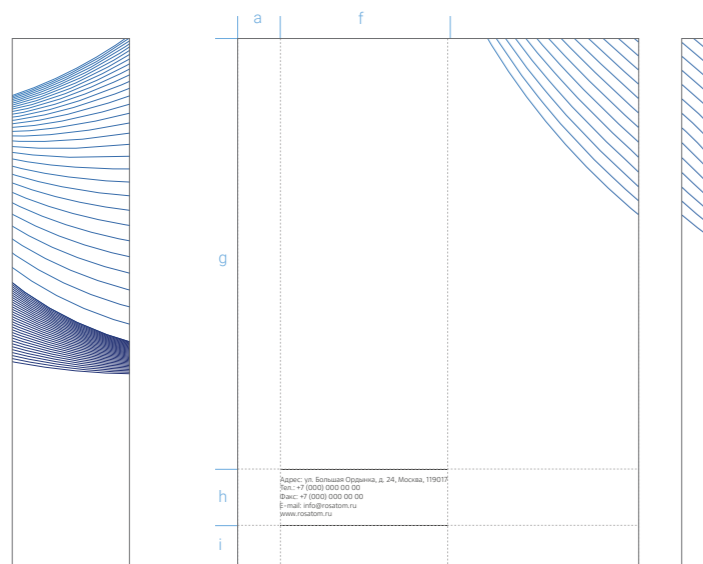 a
f
g
h
Адрес: ул. Большая Ордынка, д. 24, Москва, 119017
Тел.: +7 (000) 000 00 00
Факс: +7 (000) 000 00 00
E-mail: info@rosatom.ru
www.rosatom.ru
i